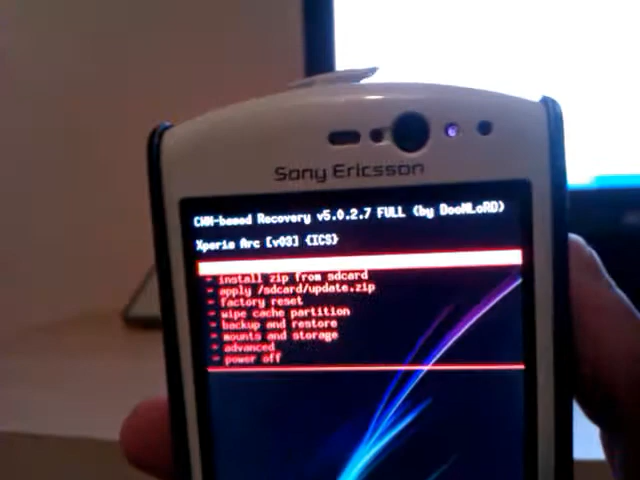 Sony Ericsson
CWM-based Recovery v5.0.2.7 FULL (by DooMLoRD)
Xperia Arc [v03] {ICS}
- install zip from sdcard
- apply /sdcard/update.zip
- factory reset
- wipe cache partition
- backup and restore
- mounts and storage
- advanced
- power off